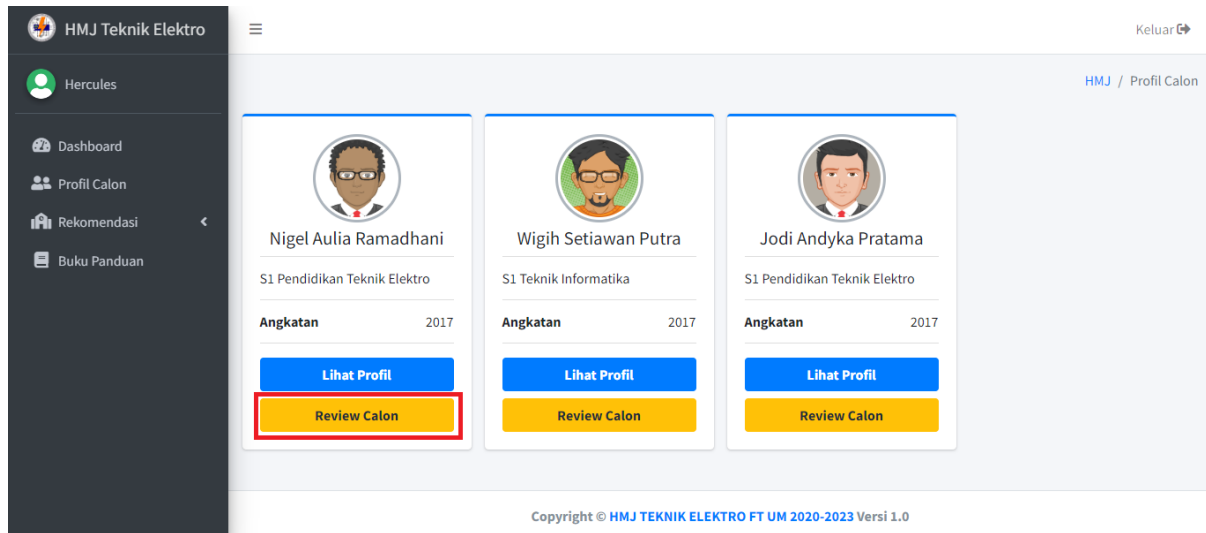 HMJ Teknik Elektro
Keluar
Hercules
HMJ / Profil Calon
Dashboard
Profil Calon
Rekomendasi
Buku Panduan
Nigel Aulia Ramadhani
S1 Pendidikan Teknik Elektro
Angkatan 2017
Lihat Profil
Review Calon
Wigih Setiawan Putra
S1 Teknik Informatika
Angkatan 2017
Lihat Profil
Review Calon
Jodi Andyka Pratama
S1 Pendidikan Teknik Elektro
Angkatan 2017
Lihat Profil
Review Calon
Copyright © HMJ TEKNIK ELEKTRO FT UM 2020-2023 Versi 1.0